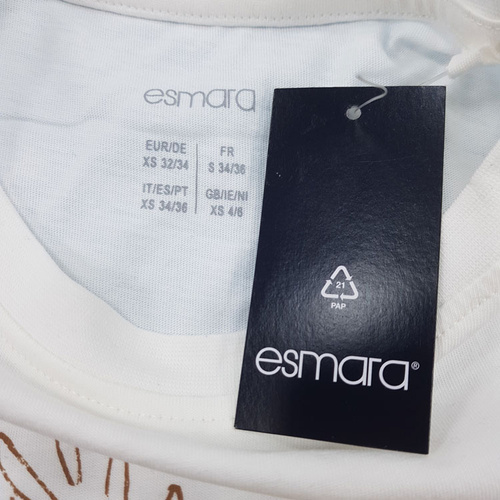 esmara
EUR/DE
XS 32/34
FR
S 34/36
IT/ES/PT
XS 34/36
GB/IE/NI
XS 4/6
21
PAP
esmara®